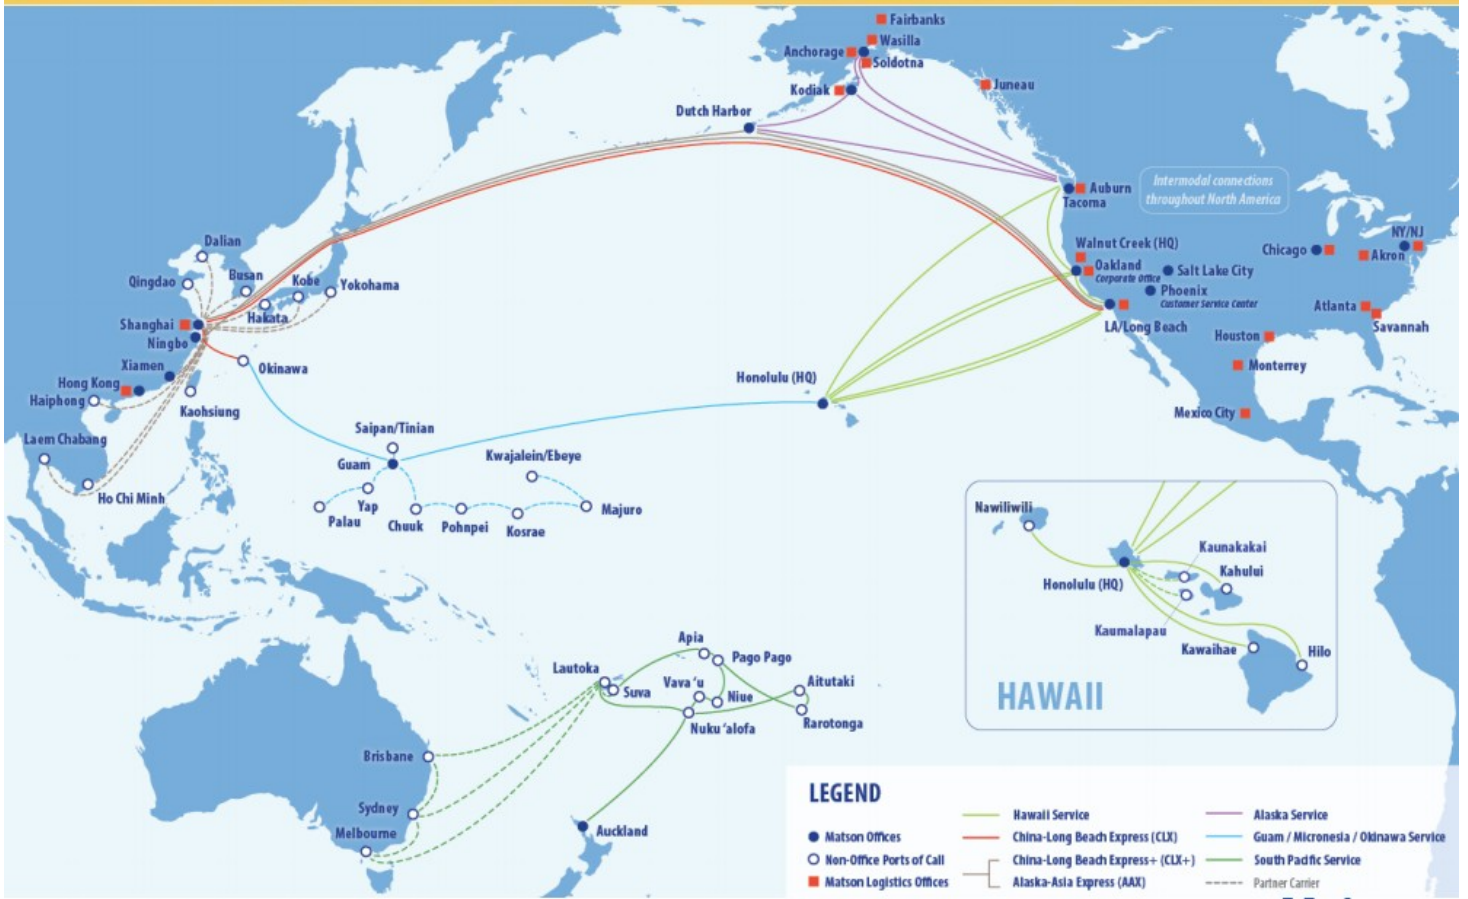 Fairbanks
Wasilla
Anchorage
Soldotna
Kodiak
Juneau
Dutch Harbor
Intermodal connections
throughout North America
Auburn
Tacoma
NY/NJ
Dalian
Walnut Creek (HQ)
Chicago
Akron
Oakland
Corporate Office
Salt Lake City
Qingdao
Busan
Kobe
Yokohama
Phoenix
Customer Service Center
Hakata
Shanghai
Ningbo
LA/Long Beach
Atlanta
Savannah
Houston
Xiamen
Okinawa
Monterrey
Hong Kong
Honolulu (HQ)
Haiphong
Kaohsiung
Mexico City
Saipan/Tinian
Laem Chabang
Guam
Kwajalein/Ebeye
Ho Chi Minh
Yap
Palau
Chuuk
Pohnpei
Kosrae
Majuro
Nawiliwili
Kaunakakai
Kahului
Honolulu (HQ)
Kaumalapau
Kawaihae
Hilo
HAWAII
Apia
Pago Pago
Lautoka
Suva
Vava ‘u
Niue
Aitutaki
Nuku ‘alofa
Rarotonga
Brisbane
Sydney
Melbourne
Auckland
LEGEND
Matson Offices
Non-Office Ports of Call
Matson Logistics Offices
Hawaii Service
China-Long Beach Express (CLX)
China-Long Beach Express+ (CLX+)
Alaska-Asia Express (AAX)
Alaska Service
Guam / Micronesia / Okinawa Service
South Pacific Service
Partner Carrier